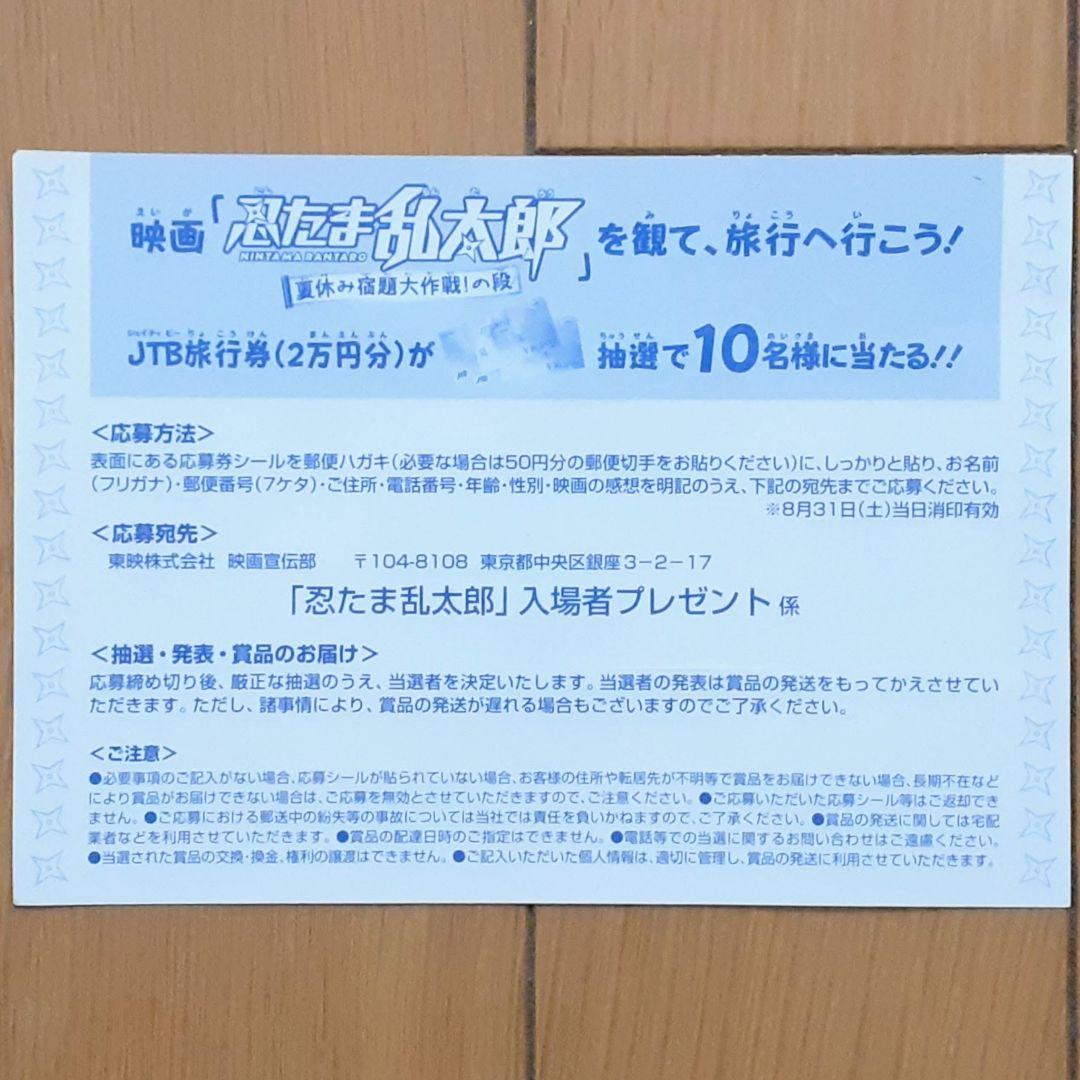 映画「忍たま乱太郎」を観て、旅行へ行こう!
NINTAMA RANTARO
夏休み宿題大作戦!の段
JTB旅行券(2万円分)が 抽選で10名様に当たる!!
<応募方法>
表面にある応募券シールを郵便ハガキ(必要な場合は50円分の郵便切手をお貼りください)に、しっかりと貼り、お名前
(フリガナ)・郵便番号(7ケタ)・ご住所・電話番号・年齢・性別・映画の感想を明記のうえ、下記の宛先までご応募ください。
※8月31日(土)当日消印有効
<応募宛先>
東映株式会社 映画宣伝部 〒104-8108 東京都中央区銀座3-2-17
「忍たま乱太郎」入場者プレゼント係
<抽選・発表・賞品のお届け>
応募締め切り後、厳正な抽選のうえ、当選者を決定いたします。当選者の発表は賞品の発送をもってかえさせてい
ただきます。ただし、諸事情により、賞品の発送が遅れる場合もございますのでご了承ください。
<ご注意>
●必要事項のご記入がない場合、応募シールが貼られていない場合、お客様の住所や転居先が不明等で賞品をお届けできない場合、長期不在など
により賞品がお届けできない場合は、ご応募を無効とさせていただきますので、ご注意ください。●ご応募いただいた応募シール等はご返却でき
ません。●ご応募における郵送中の紛失等の事故については当社では責任を負いかねますので、ご了承ください。●賞品の発送に関しては宅配
業者などを利用させていただきます。●賞品の配達日時のご指定はできません。●電話等での当選に関するお問い合わせはご遠慮ください。
●当選された賞品の交換・換金、権利の譲渡はできません。●ご記入いただいた個人情報は、適切に管理し、賞品の発送に利用させていただきます。